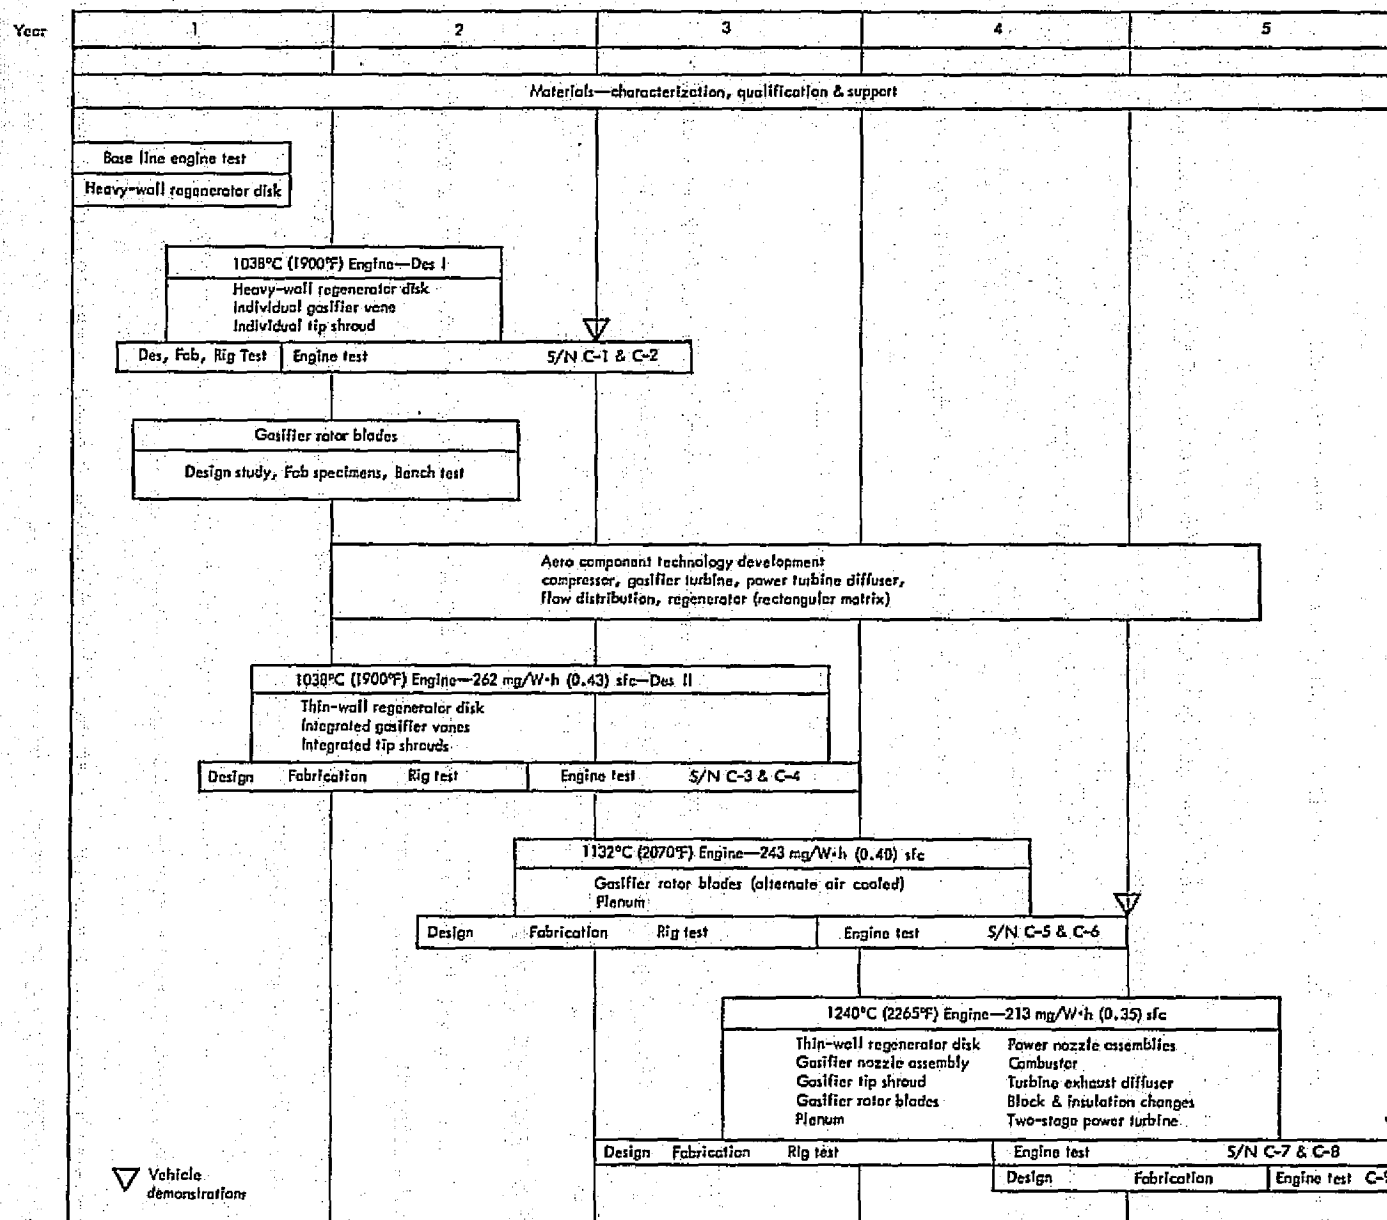 Year 1 2 3 4 5
Materials—characterization, qualification & support
Base line engine test
Heavy-wall regenerator disk
1038°C (1900°F) Engine—Des I
Heavy-wall regenerator disk
Individual gasifier vane
Individual tip shroud
Des, Fab, Rig Test Engine test S/N C-1 & C-2
Gasifier rotor blades
Design study, Fab specimens, Bench test
Aero component technology development
compressor, gasifier turbine, power turbine diffuser,
flow distribution, regenerator (rectangular matrix)
1038°C (1900°F) Engine—262 mg/W·h (0.43) sfc—Des II
Thin-wall regenerator disk
Integrated gasifier vanes
Integrated tip shrouds
Design Fabrication Rig test Engine test S/N C-3 & C-4
1132°C (2070°F) Engine—243 mg/W·h (0.40) sfc
Gasifier rotor blades (alternate air cooled)
Plenum
Design Fabrication Rig test Engine test S/N C-5 & C-6
1240°C (2265°F) Engine—213 mg/W·h (0.35) sfc
Thin-wall regenerator disk Power nozzle assemblies
Gasifier nozzle assembly Combustor
Gasifier tip shroud Turbine exhaust diffuser
Gasifier rotor blades Block & insulation changes
Plenum Two-stage power turbine
Design Fabrication Rig test Engine test S/N C-7 & C-8
Design Fabrication Engine test
Vehicle
demonstrations